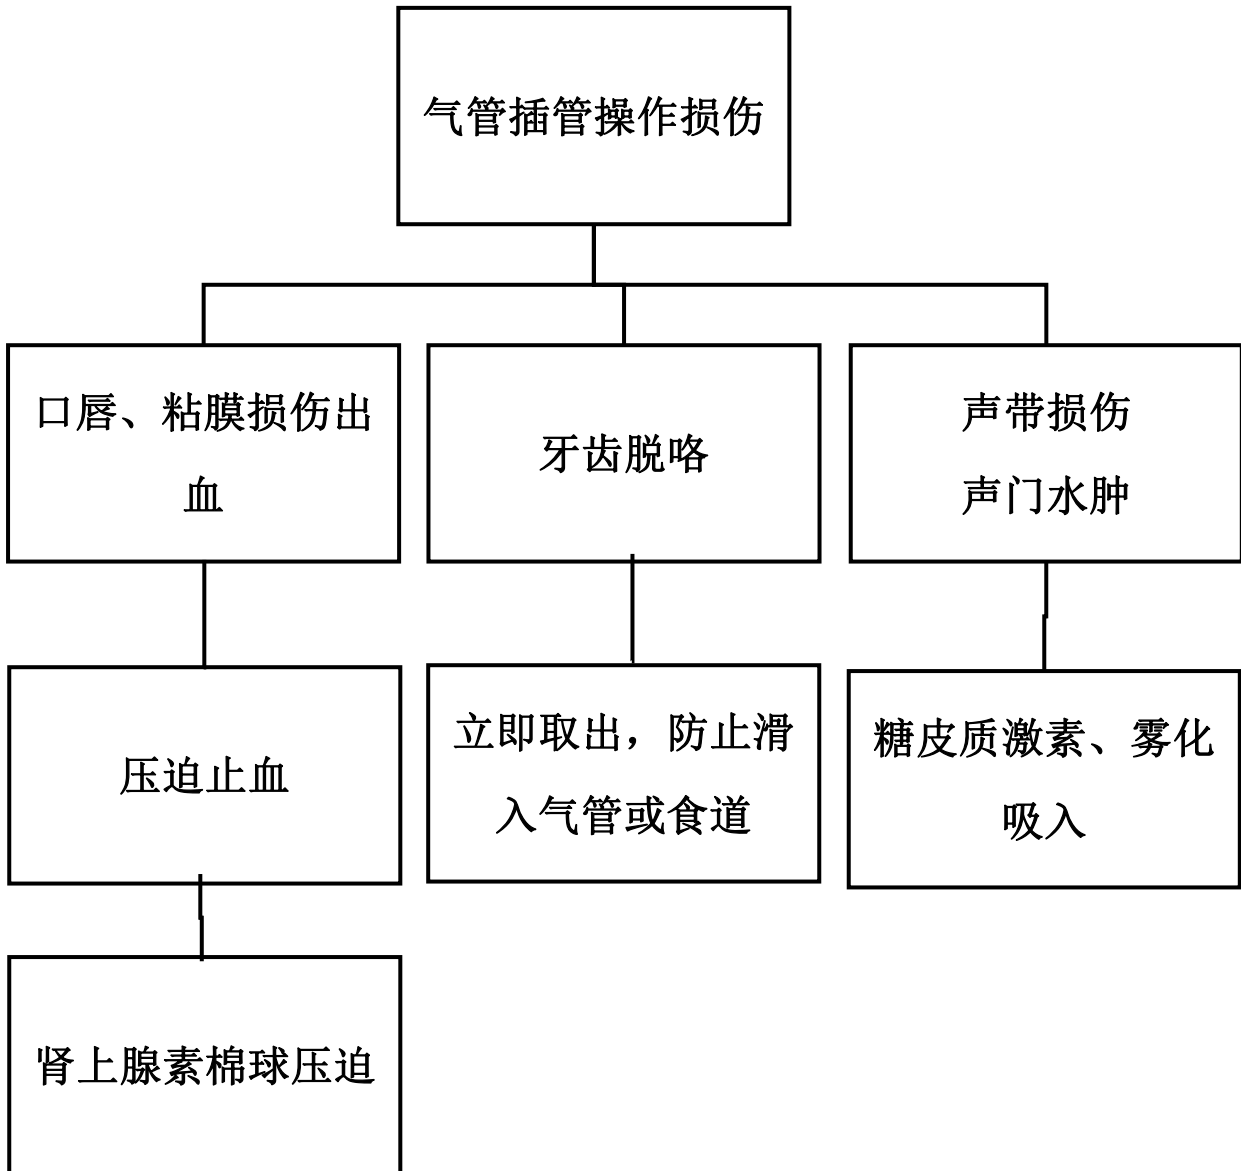 气管插管操作损伤
口唇、粘膜损伤出
血
牙齿脱咯
声带损伤
声门水肿
压迫止血
立即取出，防止滑
入气管或食道
糖皮质激素、雾化
吸入
肾上腺素棉球压迫